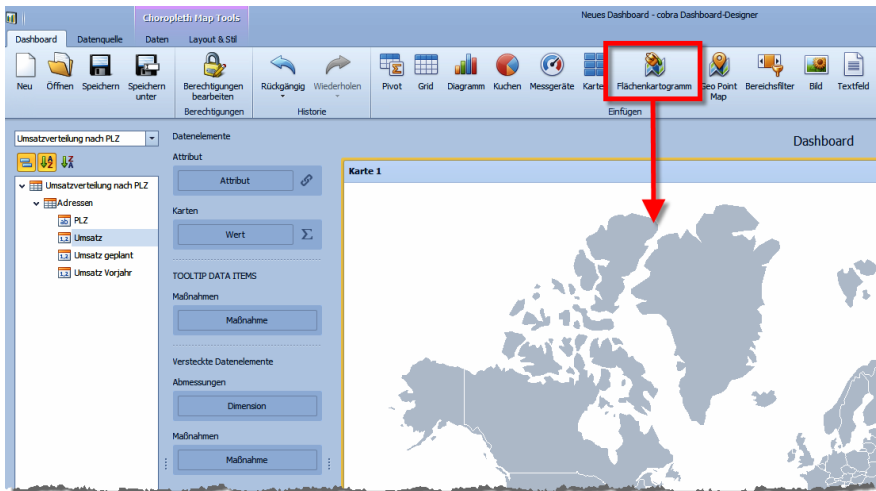 Choropleth Map Tools
Neues Dashboard - cobra Dashboard-Designer
Dashboard Datenquelle Daten Layout & Stil
Neu Öffnen Speichern Speichern unter Berechtigungen bearbeiten Rückgängig Wiederholen Pivot Grid Diagramm Kuchen Messgeräte Karte Flächenkartogramm Geo Point Map Bereichsfilter Bild Textfeld
Berechtigungen Historie Einfügen
Umsatzverteilung nach PLZ
Datenelemente
Dashboard
Attribut
Attribut
Karte 1
Umsatzverteilung nach PLZ
Adressen
PLZ
Umsatz
Umsatz geplant
Umsatz Vorjahr
Karten
Wert
TOOLTIP DATA ITEMS
Maßnahmen
Maßnahme
Versteckte Datenelemente
Abmessungen
Dimension
Maßnahmen
Maßnahme